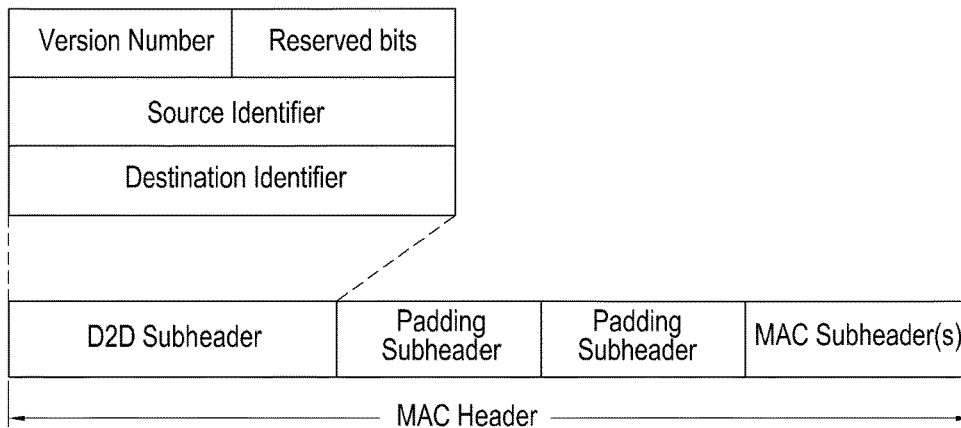 Version Number Reserved bits
Source Identifier
Destination Identifier
D2D Subheader
Padding
Subheader
Padding
Subheader
MAC Subheader(s)
MAC Header